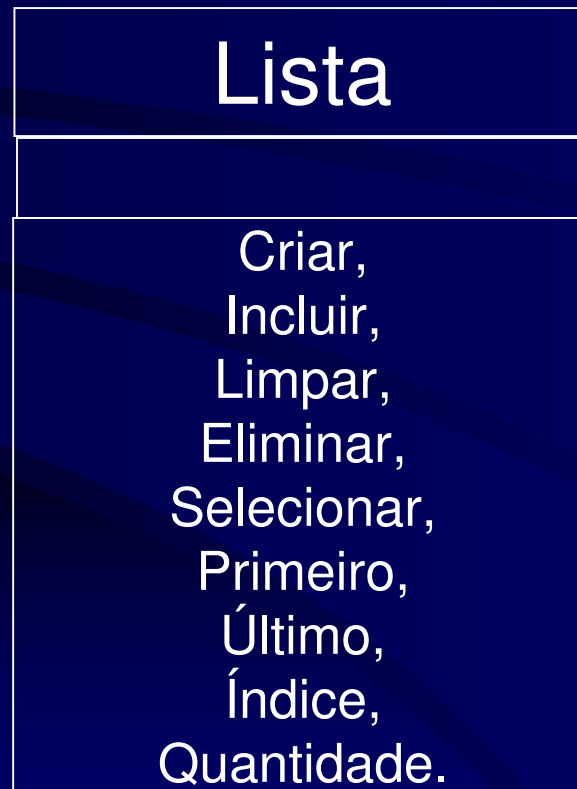 Lista
Criar,
Incluir,
Limpar,
Eliminar,
Selecionar,
Primeiro,
Último,
Índice,
Quantidade.